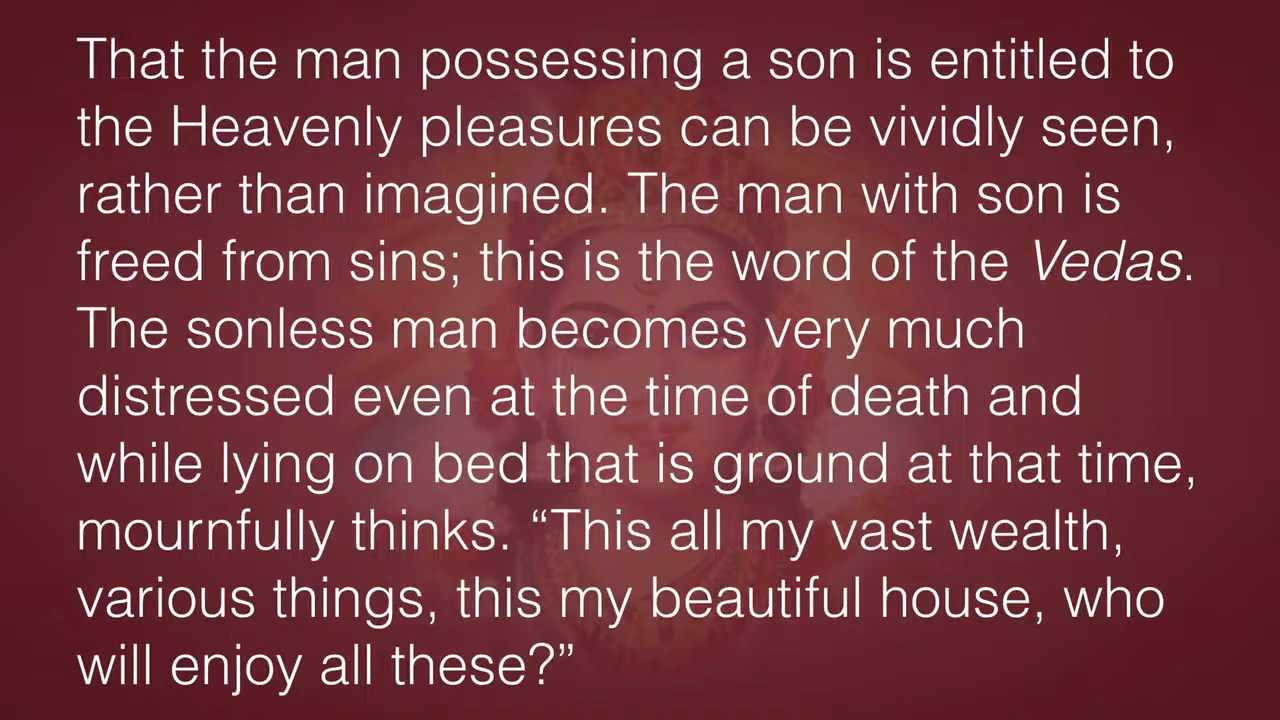 That the man possessing a son is entitled to
the Heavenly pleasures can be vividly seen,
rather than imagined. The man with son is
freed from sins; this is the word of the Vedas.
The sonless man becomes very much
distressed even at the time of death and
while lying on bed that is ground at that time,
mournfully thinks. “This all my vast wealth,
various things, this my beautiful house, who
will enjoy all these?”